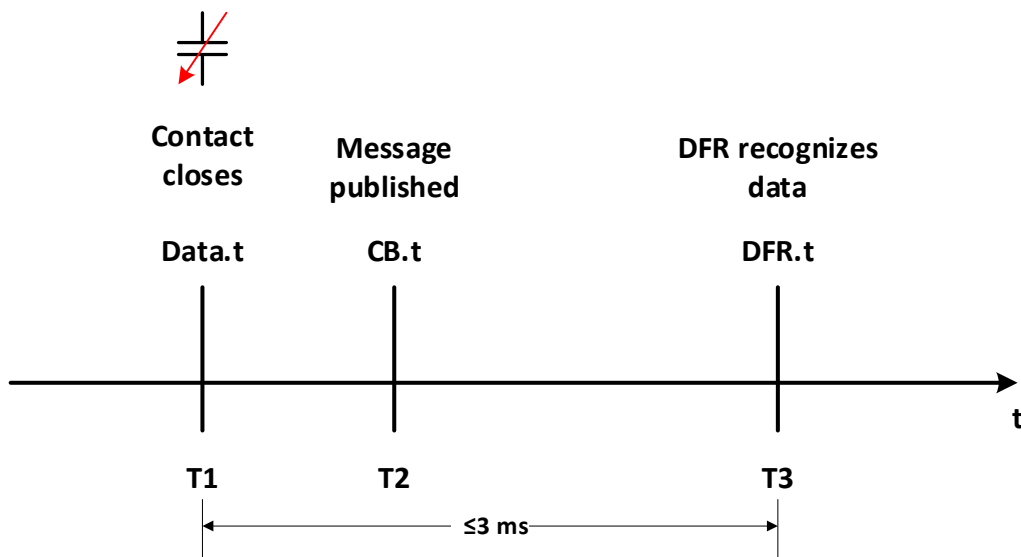 Contact
closes
Message
published
DFR recognizes
data
Data.t
CB.t
DFR.t
t
T1
T2
T3
≤3 ms